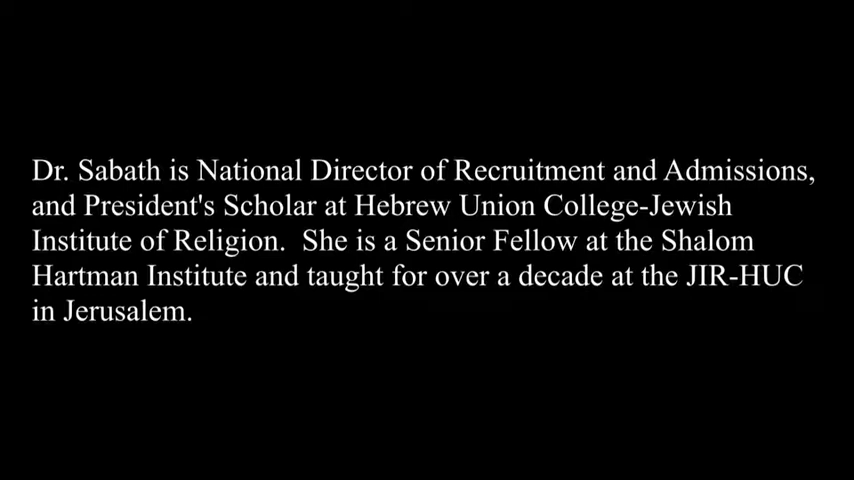 Dr. Sabath is National Director of Recruitment and Admissions,
and President's Scholar at Hebrew Union College-Jewish
Institute of Religion.  She is a Senior Fellow at the Shalom
Hartman Institute and taught for over a decade at the JIR-HUC
in Jerusalem.